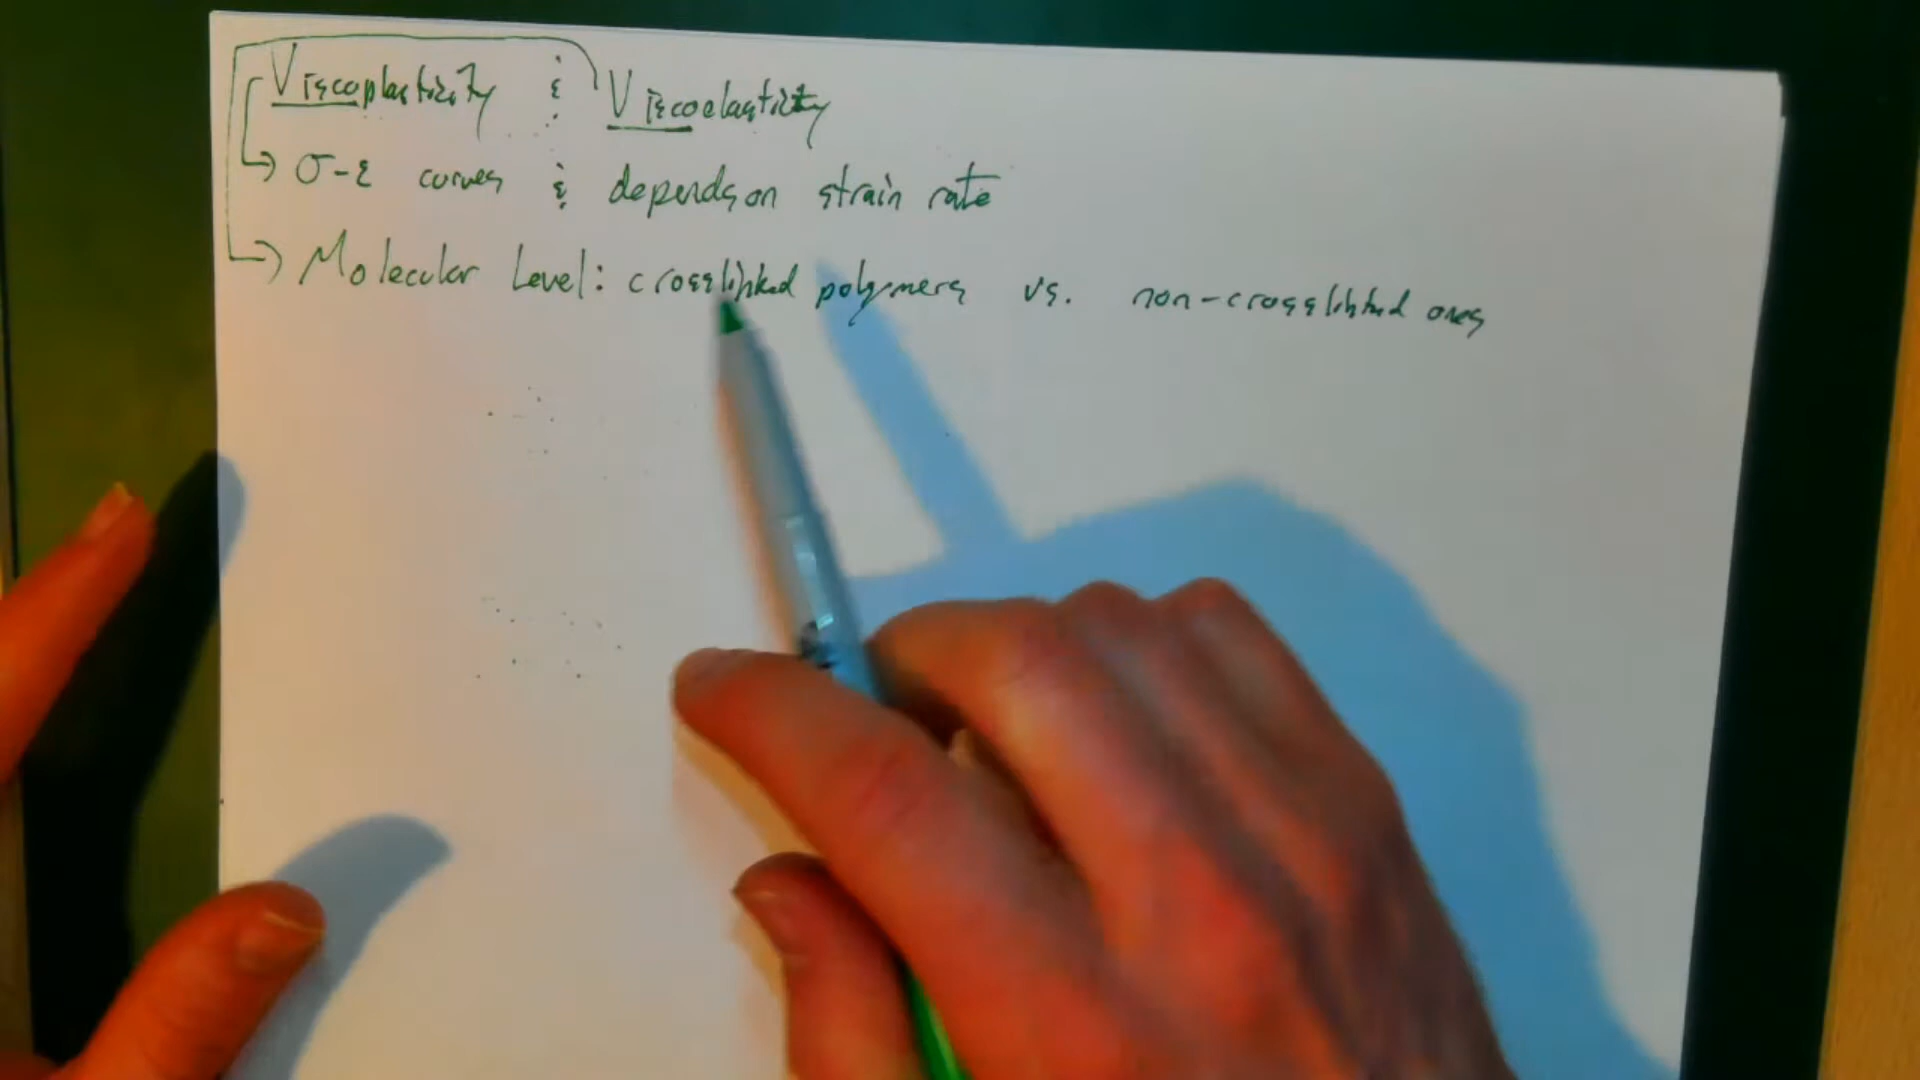 Viscoplasticity & Viscoelasticity
→ σ-ε curves & depends on strain rate
→ Molecular Level: crosslinked polymers vs. non-crosslinked ones